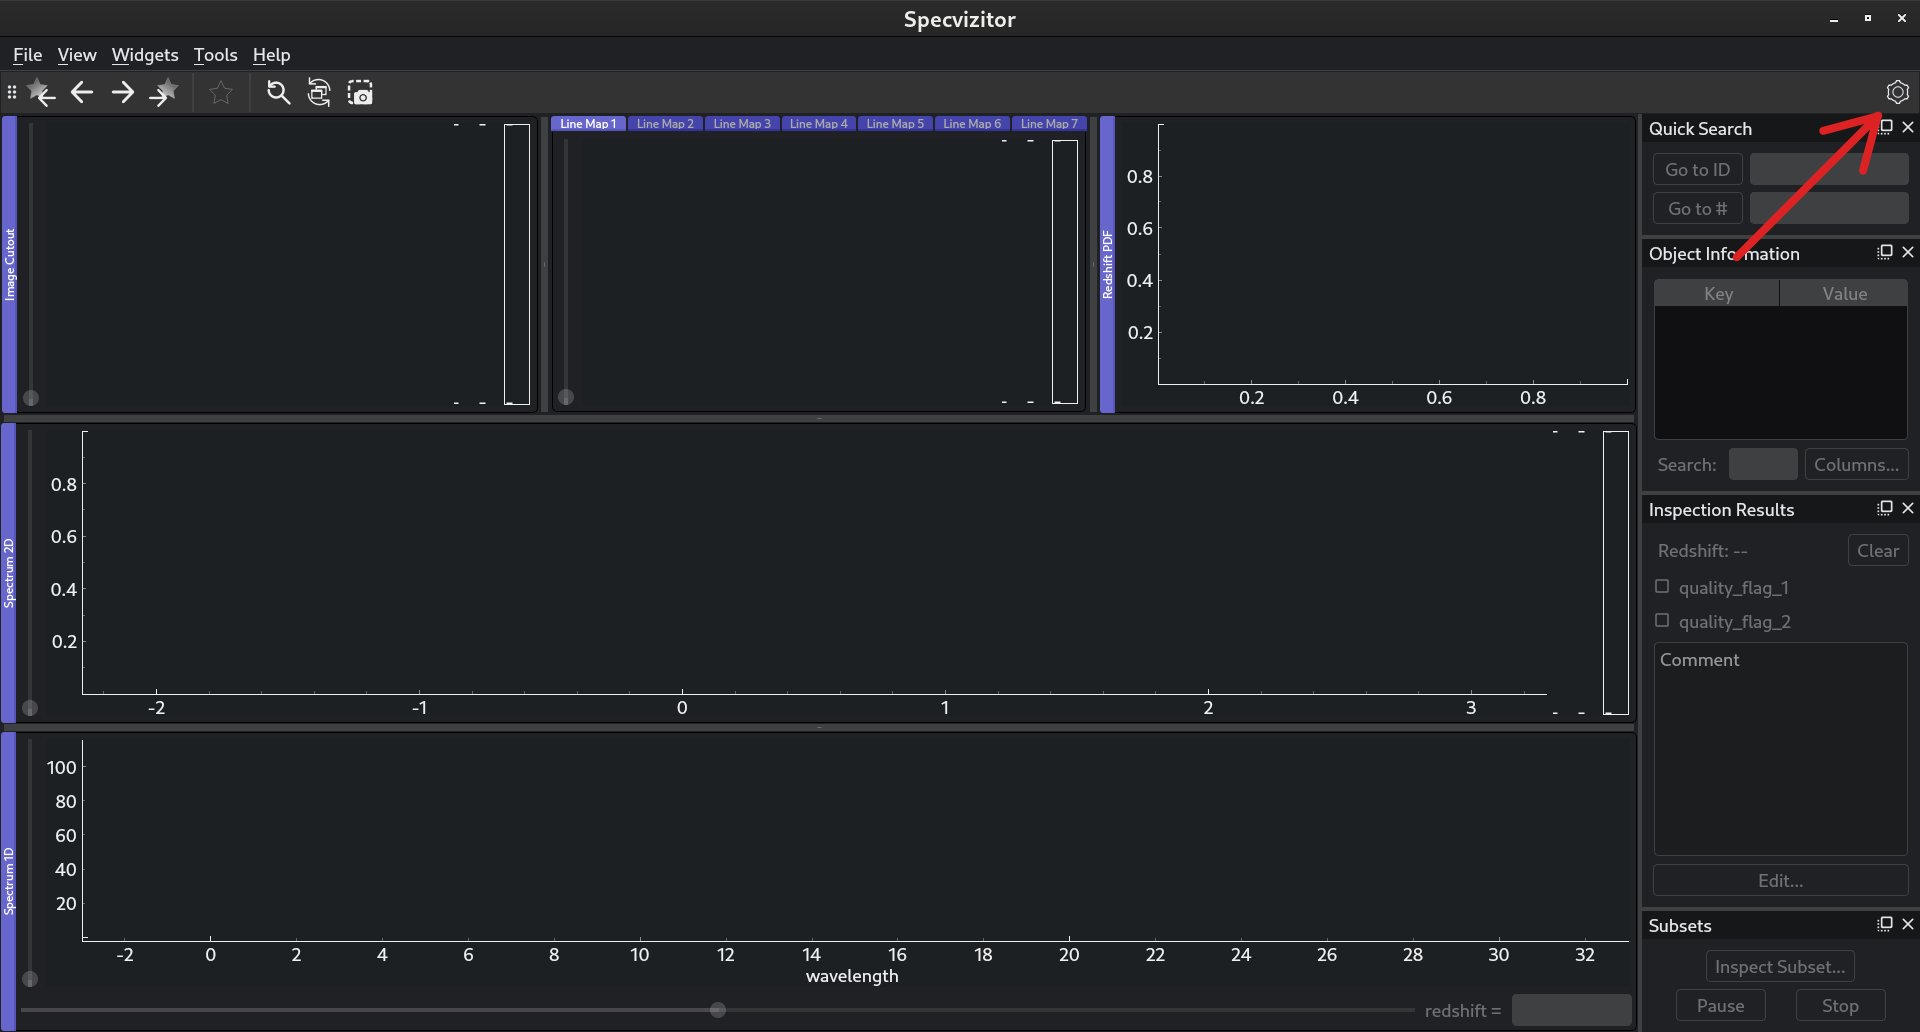 Specvizitor
File View Widgets Tools Help
Image Cutout
Line Map 1 Line Map 2 Line Map 3 Line Map 4 Line Map 5 Line Map 6 Line Map 7
Redshift PDF
0.8
0.6
0.4
0.2
0.2 0.4 0.6 0.8
Spectrum 2D
0.8
0.6
0.4
0.2
-2 -1 0 1 2 3
Spectrum 1D
100
80
60
40
20
-2 0 2 4 6 8 10 12 14 16 18 20 22 24 26 28 30 32
wavelength
redshift =
Quick Search
Go to ID
Go to #
Object Information
Key Value
Search: Columns...
Inspection Results
Redshift: -- Clear
quality_flag_1
quality_flag_2
Comment
Edit...
Subsets
Inspect Subset...
Pause Stop